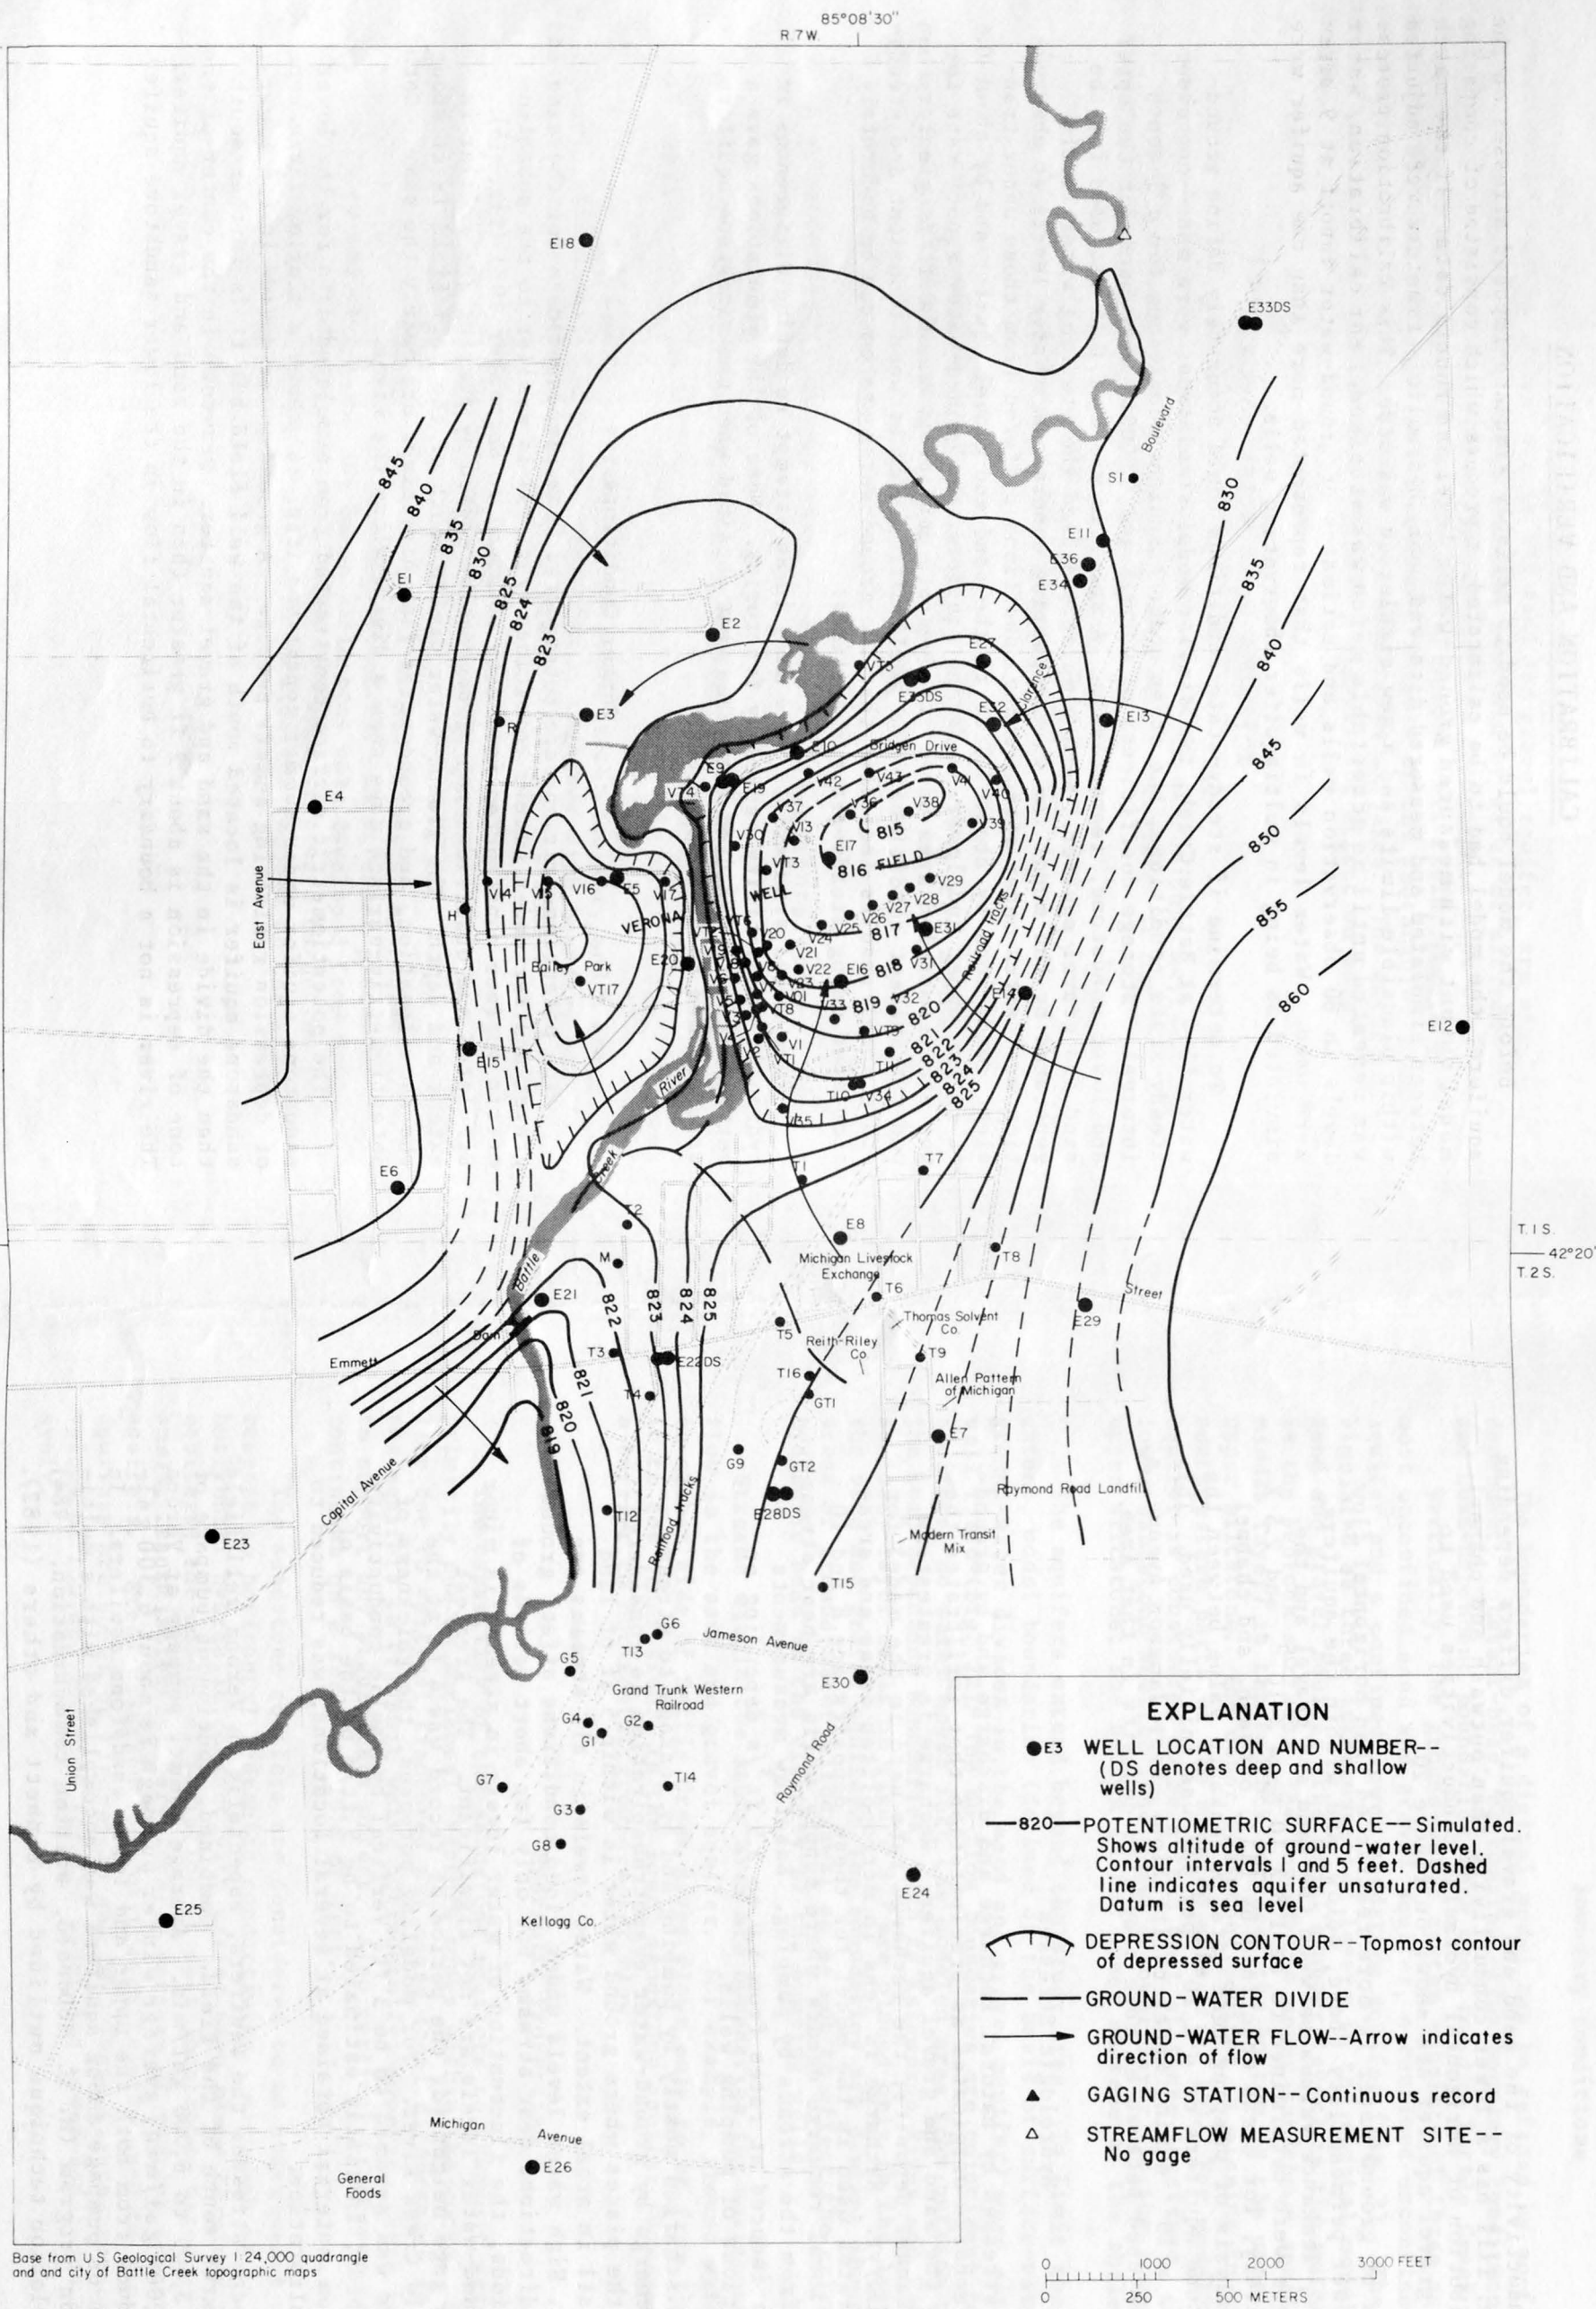 85°08'30"
R.7W.
E18
E33DS
Boulevard
S1
845
840
835
830
825
824
823
830
835
840
845
850
855
860
E11
E36
E34
E1
E2
E27
VT5
E35DS
Clarence
E3
R
E32
E13
E10
Bridgen Drive
E9
E19
VT4
V42
V43
V41
V40
E4
V37
V36
V38
V39
V13
815
V30
E17
816 FIELD
VT3
WELL
V29
V28
V27
V26
V25
V24
East Avenue
V14
V15
V16
E5
V17
H
VERONA
VT6
V20
817
E31
V21
818
V31
Railroad Tracks
E20
Bailey Park
VT17
V22
E16
E14
V33
819
V32
820
VT8
VT9
821
822
823
824
825
E12
E15
V1
V2
VT1
T11
T10
V34
V35
River
Creek
Battle
T1
T7
E6
T2
E8
T.1S.
42°20'
T.2S.
M
Michigan Livestock
Exchange
T8
T6
Street
E21
822
823
824
825
Thomas Solvent
Co.
E29
Dam
T5
Reith-Riley
Co.
Emmett
T3
E22DS
T9
821
T16
Allen Pattern
of Michigan
T4
GT1
820
819
E7
G9
GT2
Capital Avenue
Raymond Road Landfill
E28DS
T12
Railroad Tracks
E23
Modern Transit
Mix
T15
G6
T13
Jameson Avenue
G5
E30
Grand Trunk Western
Railroad
G4
G2
G1
Union Street
Raymond Road
G7
T14
G3
G8
E24
E25
Kellogg Co.
Michigan
Avenue
E26
General
Foods
EXPLANATION
E3 WELL LOCATION AND NUMBER--
(DS denotes deep and shallow
wells)
820 POTENTIOMETRIC SURFACE--Simulated.
Shows altitude of ground-water level.
Contour intervals 1 and 5 feet. Dashed
line indicates aquifer unsaturated.
Datum is sea level
DEPRESSION CONTOUR--Topmost contour
of depressed surface
GROUND-WATER DIVIDE
GROUND-WATER FLOW--Arrow indicates
direction of flow
GAGING STATION--Continuous record
STREAMFLOW MEASUREMENT SITE--
No gage
Base from U.S. Geological Survey 1:24,000 quadrangle
and and city of Battle Creek topographic maps
0 1000 2000 3000 FEET
0 250 500 METERS